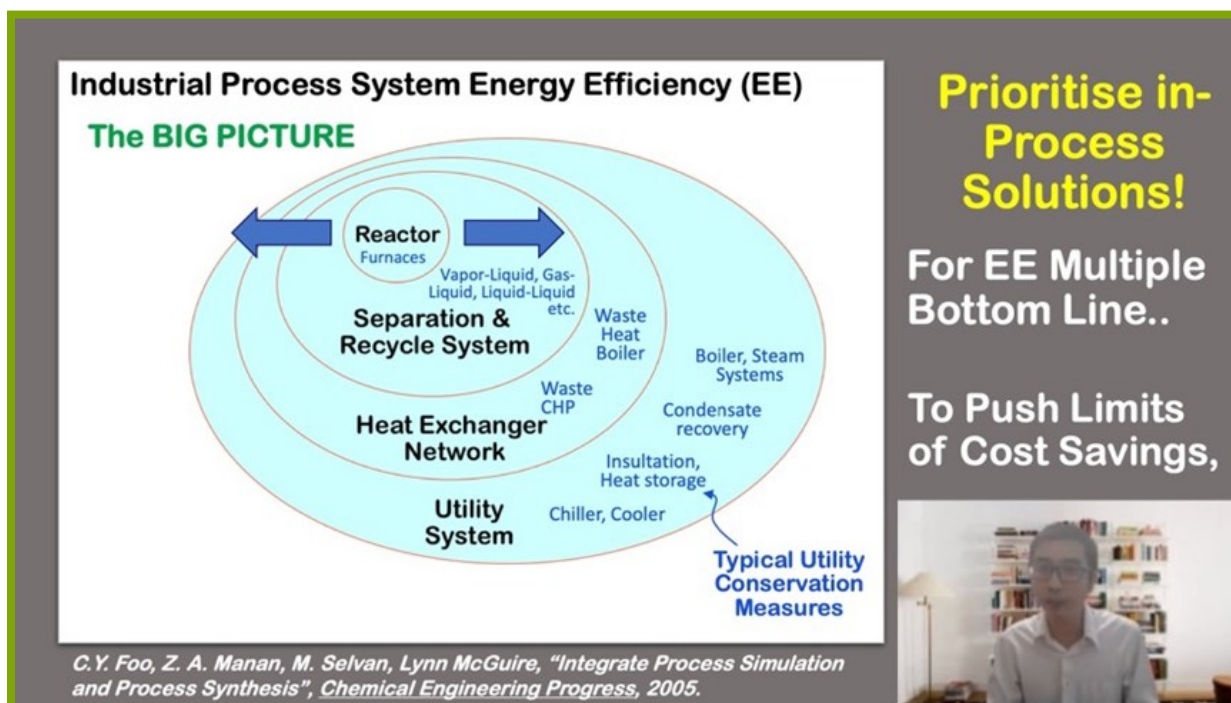 Industrial Process System Energy Efficiency (EE)
The BIG PICTURE
Reactor
Furnaces
Vapor-Liquid, Gas-
Liquid, Liquid-Liquid
etc.
Separation &
Recycle System
Waste
Heat
Boiler
Boiler, Steam
Systems
Waste
CHP
Condensate
recovery
Heat Exchanger
Network
Insultation,
Heat storage
Utility
System
Chiller, Cooler
Typical Utility
Conservation
Measures
C.Y. Foo, Z. A. Manan, M. Selvan, Lynn McGuire, “Integrate Process Simulation
and Process Synthesis”, Chemical Engineering Progress, 2005.
Prioritise in-
Process
Solutions!
For EE Multiple
Bottom Line..
To Push Limits
of Cost Savings,